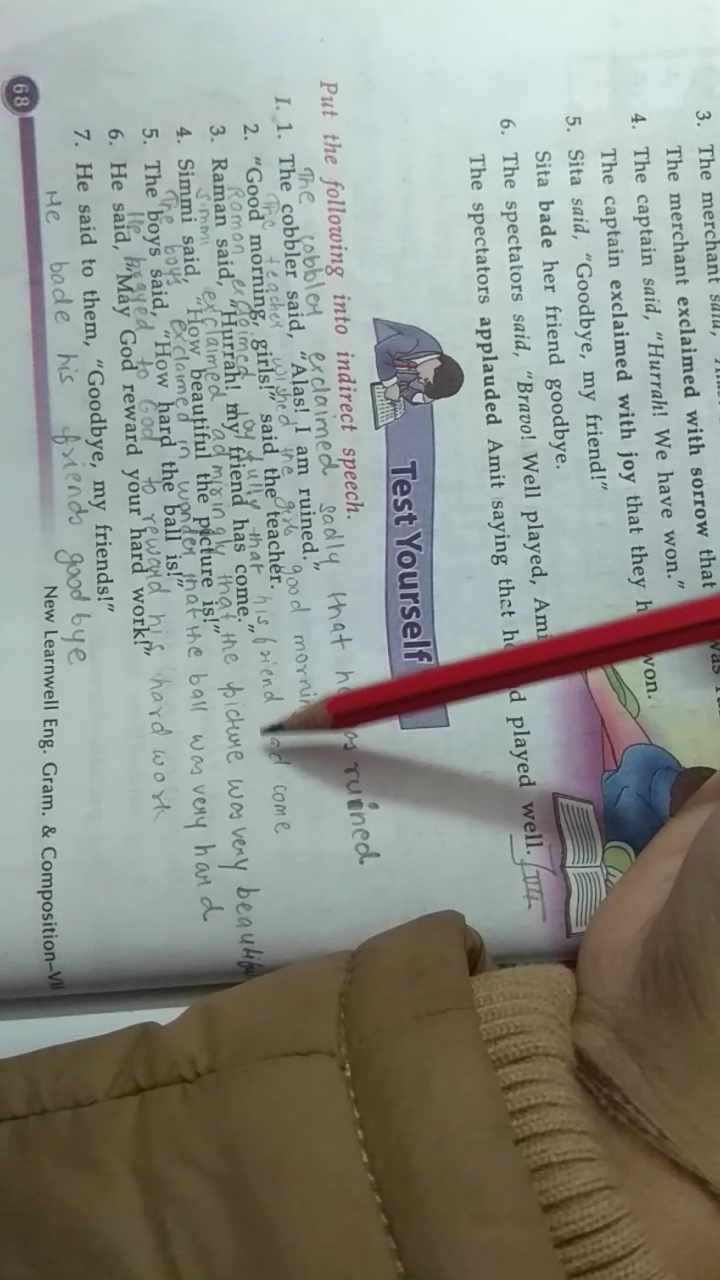 3. The merchant said,
The merchant exclaimed with sorrow that
4. The captain said, "Hurrah! We have won."
The captain exclaimed with joy that they h won.
5. Sita said, "Goodbye, my friend!"
Sita bade her friend goodbye.
6. The spectators said, "Bravo! Well played, Ami
The spectators applauded Amit saying that he d played well.
Test Yourself
Put the following into indirect speech.
The cobbler exclaimed sadly that he as ruined
I. 1. The cobbler said, "Alas! I am ruined."
The teacher wished the girls good mornin
2. "Good morning, girls!" said the teacher.
Raman exclaimed joyfully that his friend ad come
3. Raman said, "Hurrah! my friend has come."
Simmi exclaimed admiringly that the picture was very beautif
4. Simmi said, "How beautiful the picture is!"
The boys exclaimed in wonder that the ball was very hard
5. The boys said, "How hard the ball is!"
He prayed to God to reward his hard work
6. He said, "May God reward your hard work!"
7. He said to them, "Goodbye, my friends!"
He bade his friends good bye
68
New Learnwell Eng. Gram. & Composition–VII